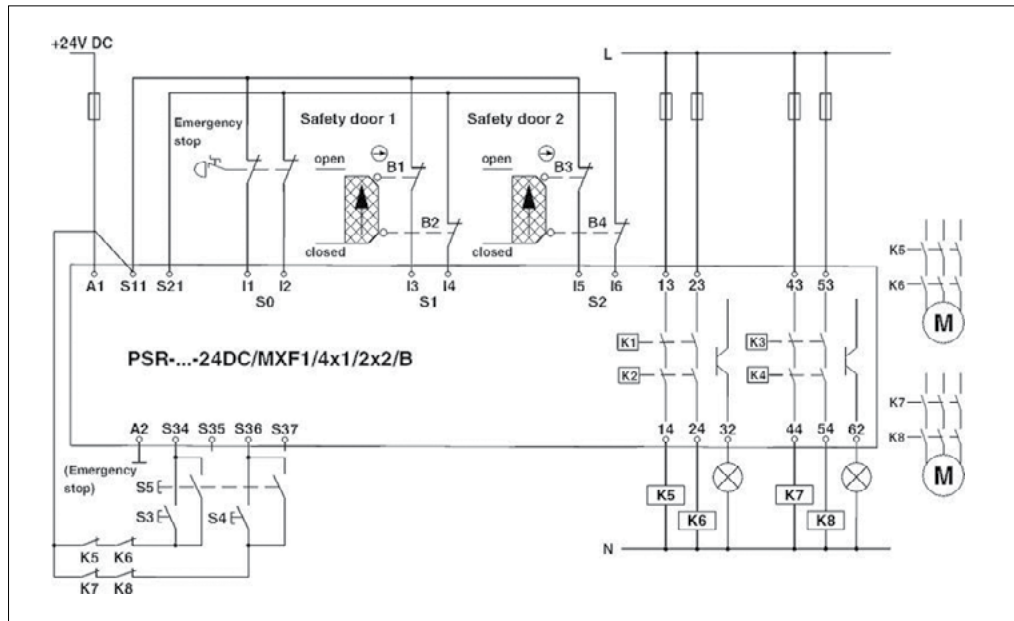 +24V DC
L
Emergency
stop
Safety door 1
Safety door 2
open
B1
open
B3
B2
B4
closed
closed
K5
K6
M
A1 S11 S21 I1 I2 I3 I4 I5 I6 13 23 43 53
S0 S1 S2
PSR-...-24DC/MXF1/4x1/2x2/B
K1
K3
K2
K4
K7
K8
M
A2 S34 S35 S36 S37 14 24 32 44 54 62
(Emergency
stop)
S5
S3
S4
K5
K7
K6
K8
N
K5 K6
K7 K8